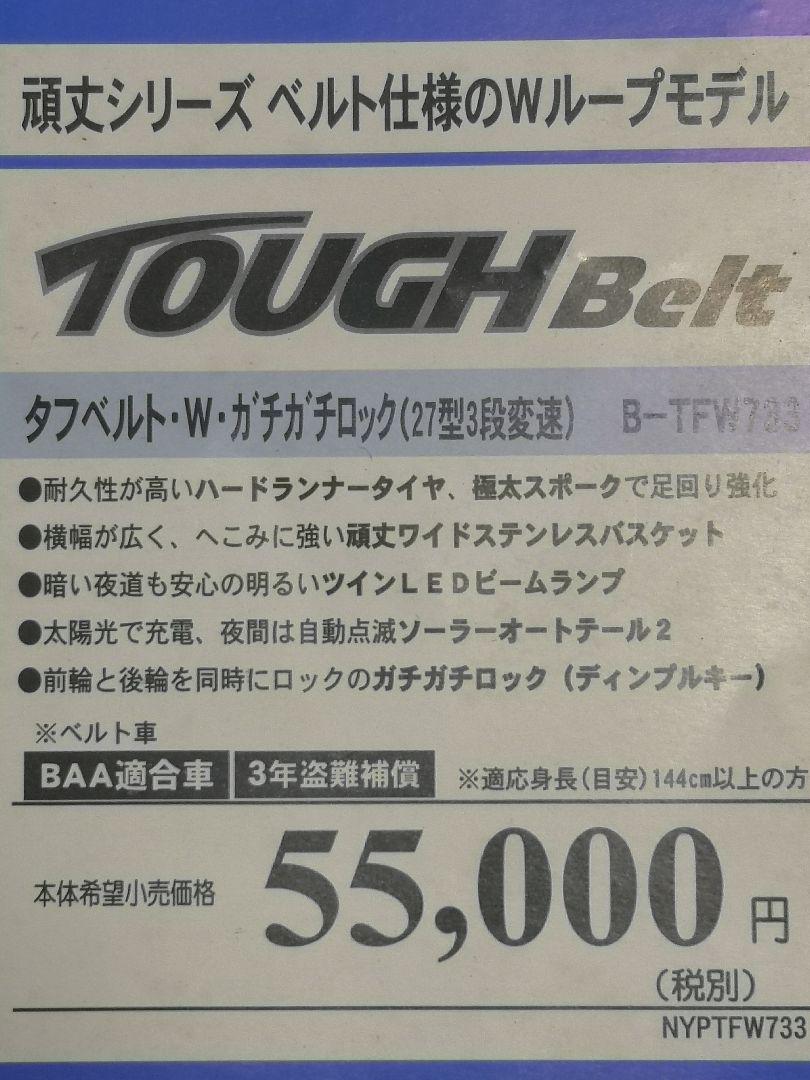 頑丈シリーズ ベルト仕様のWループモデル
TOUGH Belt
タフベルト・W・ガチガチロック(27型3段変速) B-TFW733
●耐久性が高いハードランナータイヤ、極太スポークで足回り強化
●横幅が広く、へこみに強い頑丈ワイドステンレスバスケット
●暗い夜道も安心の明るいツインLEDビームランプ
●太陽光で充電、夜間は自動点滅ソーラーオートテール2
●前輪と後輪を同時にロックのガチガチロック(ディンプルキー)
※ベルト車
BAA適合車 3年盗難補償 ※適応身長(目安)144cm以上の方
本体希望小売価格 55,000円
(税別)
NYPTFW733